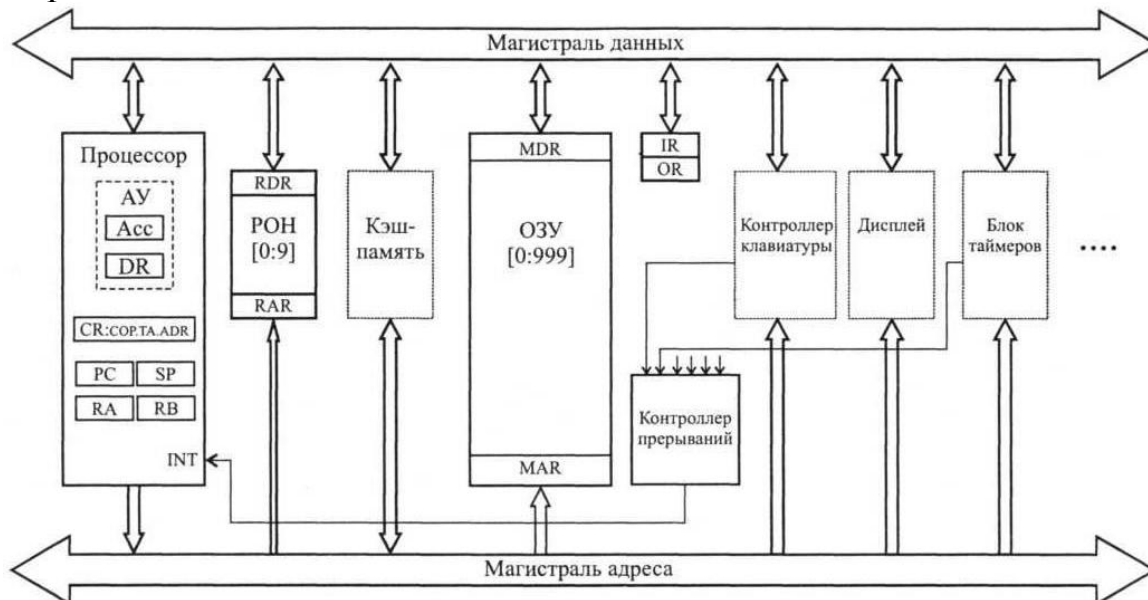 Магистраль данных
Процессор
АУ
Acc
DR
CR:COP.TA.ADR
PC
SP
RA
RB
INT
RDR
РОН
[0:9]
RAR
Кэш-
память
MDR
ОЗУ
[0:999]
MAR
IR
OR
Контроллер
клавиатуры
Дисплей
Блок
таймеров
....
Контроллер
прерываний
Магистраль адреса